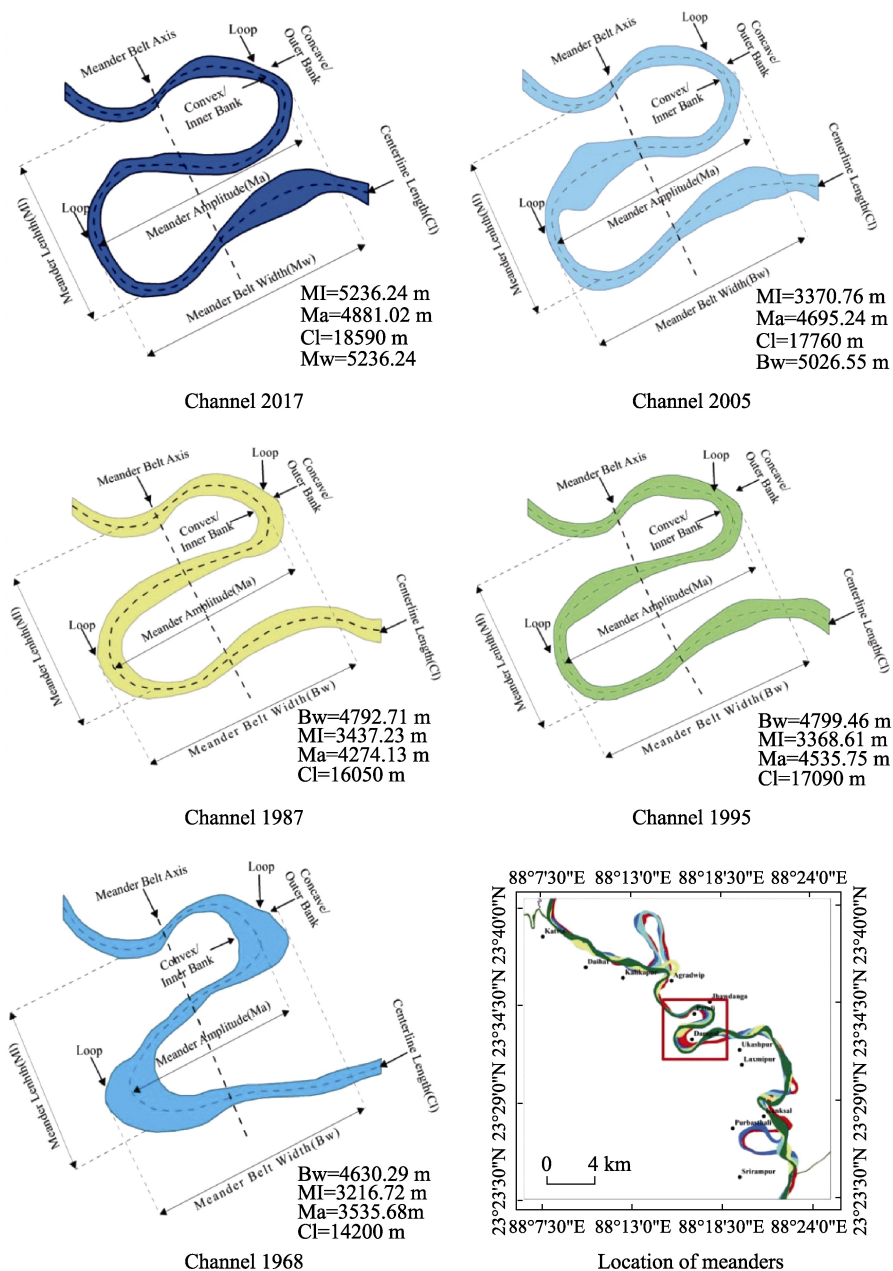 Meander Belt Axis
Loop
Concave/
Outer Bank
Convex/
Inner Bank
Centerline Length(Cl)
Meander Amplitude(Ma)
Loop
Meander Lenhth(Ml)
Meander Belt Width(Mw)
MI=5236.24 m
Ma=4881.02 m
Cl=18590 m
Mw=5236.24
Channel 2017
Meander Belt Axis
Loop
Concave/
Outer Bank
Convex/
Inner Bank
Centerline Length(Cl)
Meander Amplitude(Ma)
Loop
Meander Lenhth(Ml)
Meander Belt Width(Bw)
MI=3370.76 m
Ma=4695.24 m
Cl=17760 m
Bw=5026.55 m
Channel 2005
Meander Belt Axis
Loop
Concave/
Outer Bank
Convex/
Inner Bank
Centerline Length(Cl)
Meander Amplitude(Ma)
Loop
Meander Lenhth(Ml)
Meander Belt Width(Bw)
Bw=4792.71 m
MI=3437.23 m
Ma=4274.13 m
Cl=16050 m
Channel 1987
Meander Belt Axis
Loop
Concave/
Outer Bank
Convex/
Inner Bank
Centerline Length(Cl)
Meander Amplitude(Ma)
Loop
Meander Lenhth(Ml)
Meander Belt Width(Bw)
Bw=4799.46 m
MI=3368.61 m
Ma=4535.75 m
Cl=17090 m
Channel 1995
Meander Belt Axis
Loop
Concave/
Outer Bank
Convex/
Inner Bank
Centerline Length(Cl)
Meander Amplitude(Ma)
Loop
Meander Lenhth(Ml)
Meander Belt Width(Bw)
Bw=4630.29 m
MI=3216.72 m
Ma=3535.68m
Cl=14200 m
Channel 1968
88°7'30"E 88°13'0"E 88°18'30"E 88°24'0"E
23°40'0"N
23°34'30"N
23°29'0"N
23°23'30"N
23°40'0"N
23°34'30"N
23°29'0"N
23°23'30"N
Daihat
Kalikapur
Agradwip
Jhaudanga
Ukashpur
Laxmipur
Purbasthali
Srirampur
0 4 km
88°7'30"E 88°13'0"E 88°18'30"E 88°24'0"E
Location of meanders